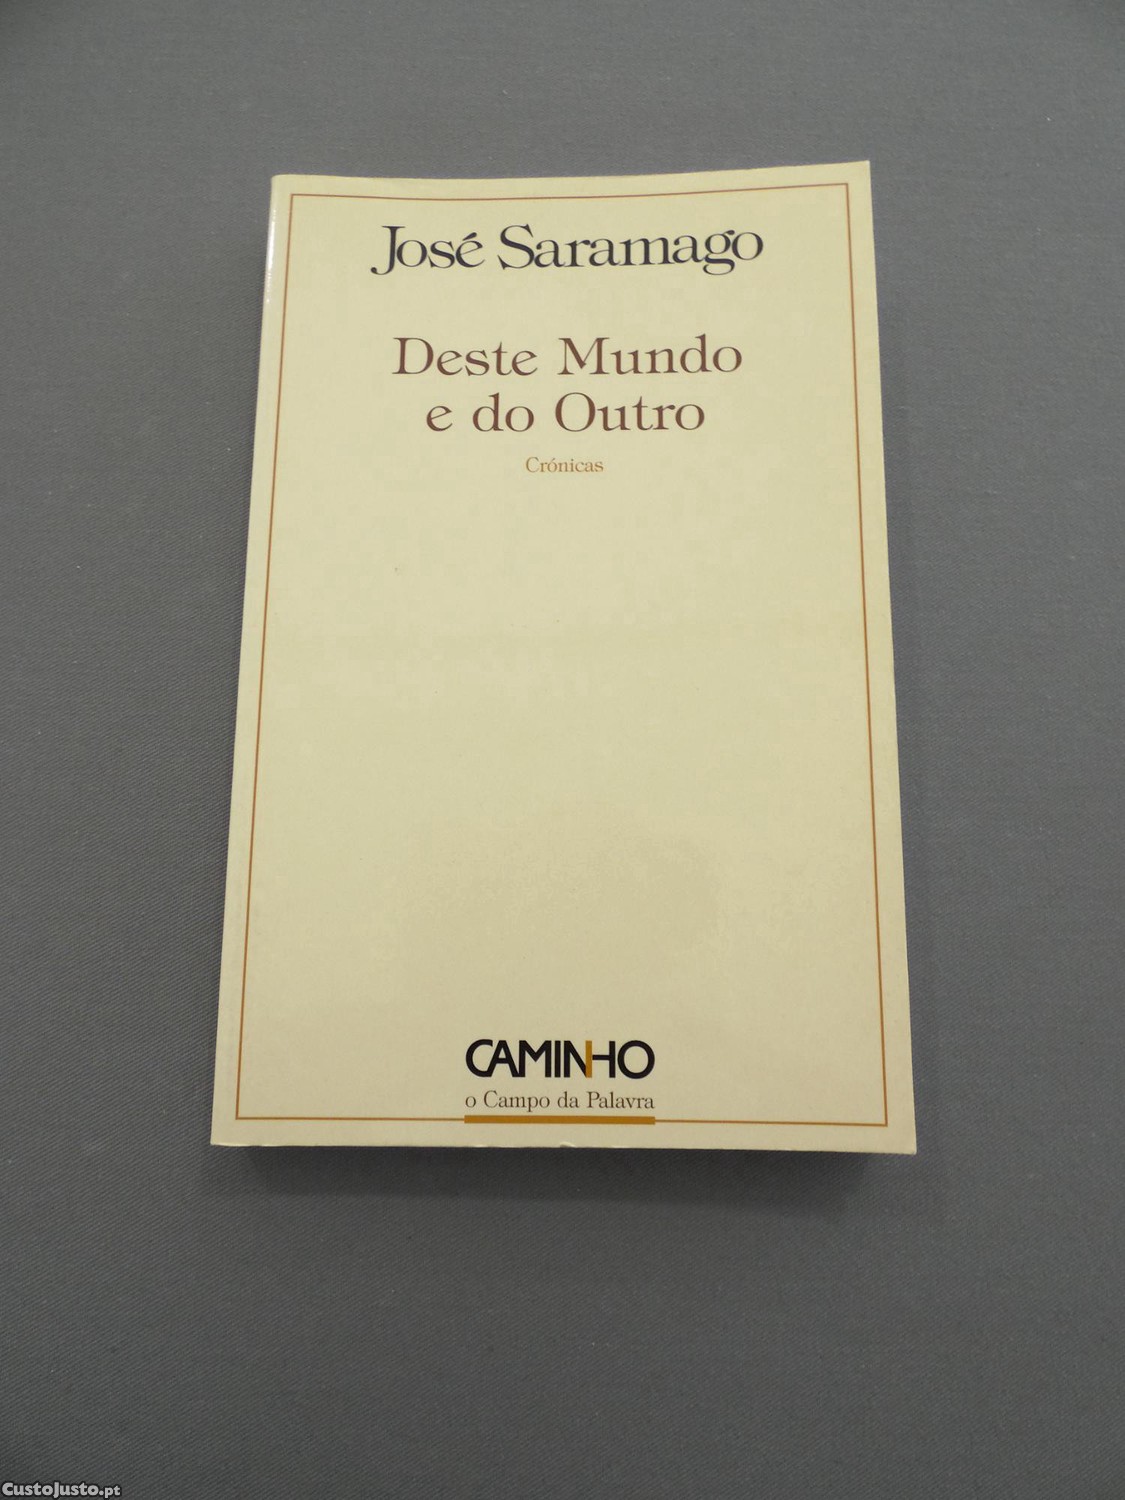 José Saramago
Deste Mundo
e do Outro
Crónicas
CAMINHO
o Campo da Palavra
CustoJusto.pt